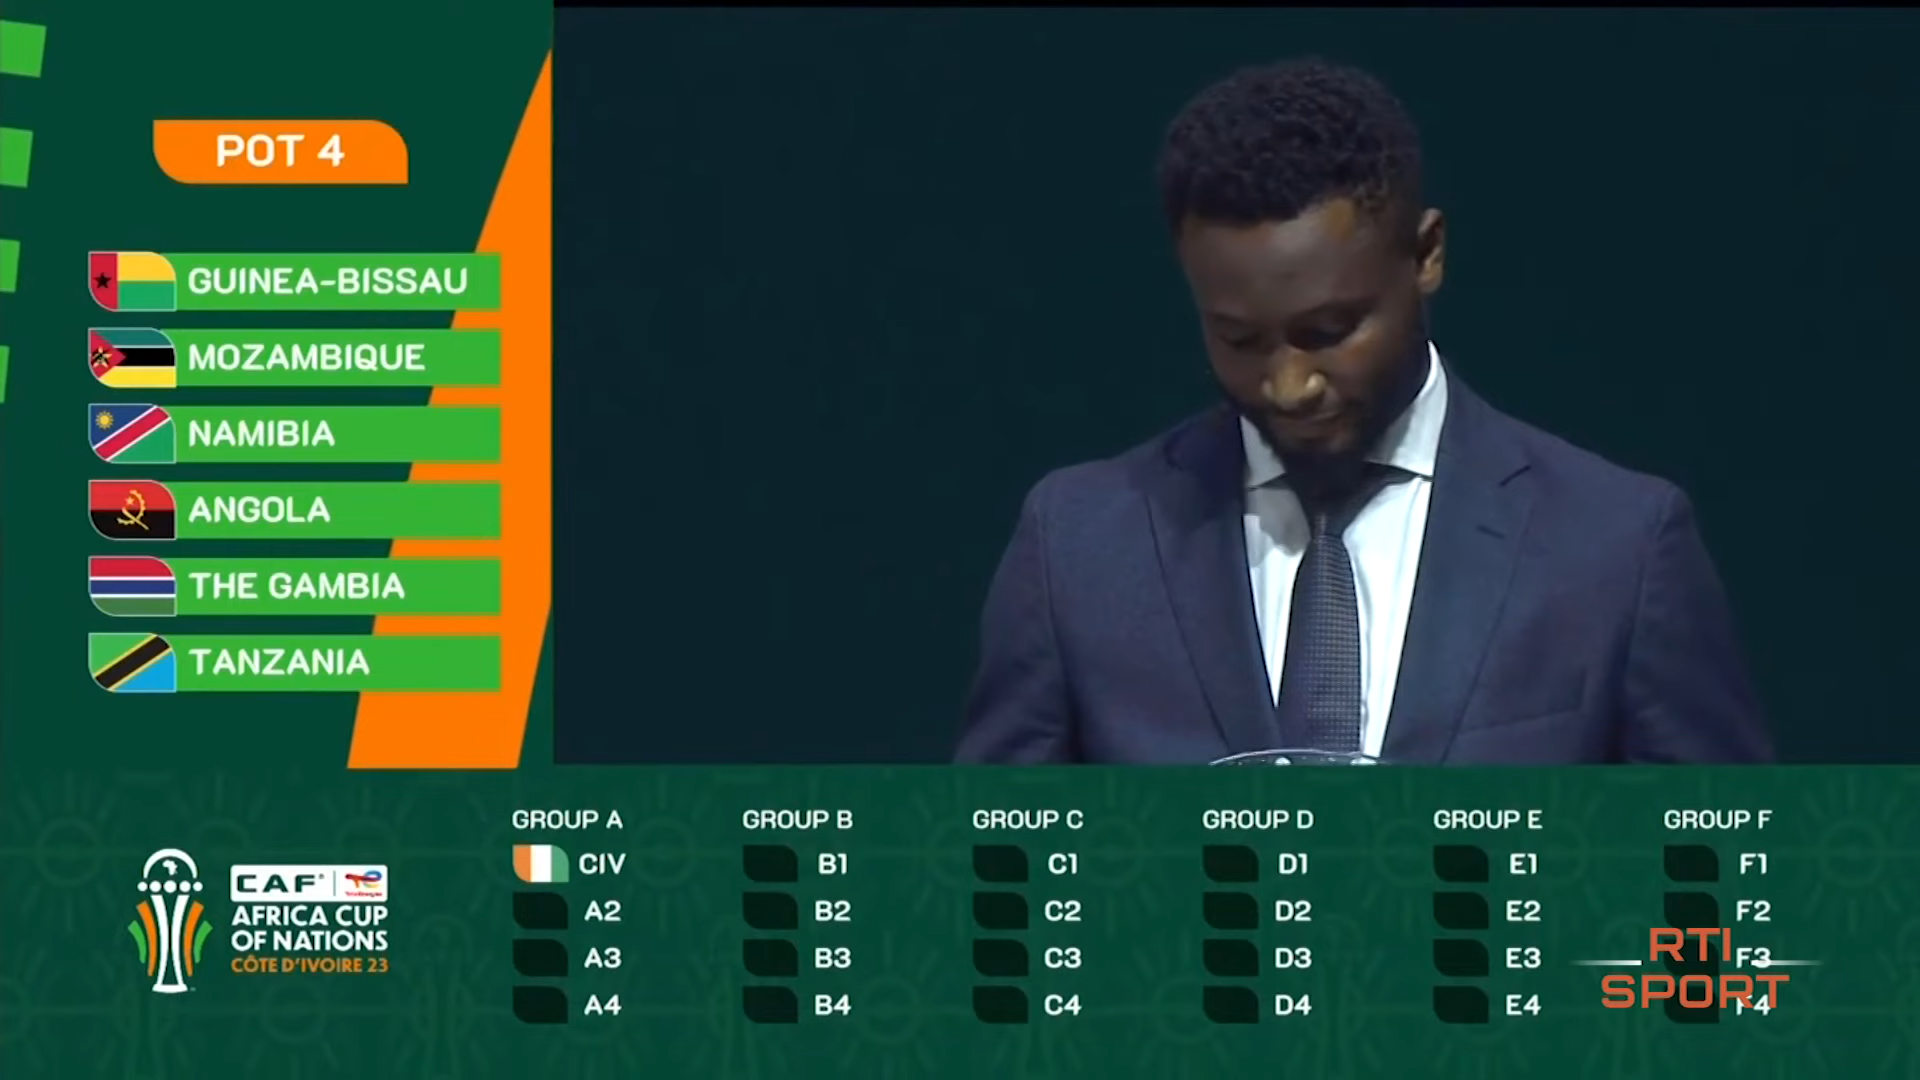 POT 4
GUINEA-BISSAU
MOZAMBIQUE
NAMIBIA
ANGOLA
THE GAMBIA
TANZANIA
CAF
AFRICA CUP
OF NATIONS
CÔTE D'IVOIRE 23
GROUP A
CIV
A2
A3
A4
GROUP B
B1
B2
B3
B4
GROUP C
C1
C2
C3
C4
GROUP D
D1
D2
D3
D4
GROUP E
E1
E2
E3
E4
GROUP F
F1
F2
F3
F4
RTI
SPORT